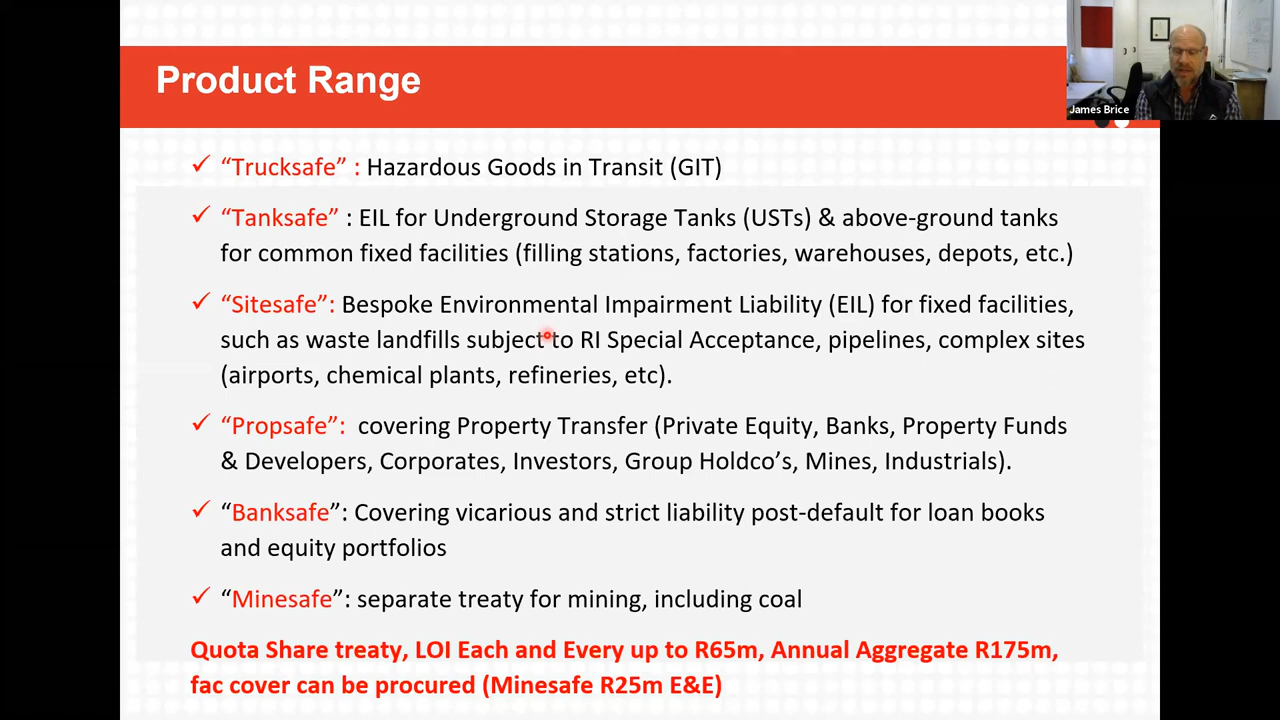 Product Range
James Brice
“Trucksafe” : Hazardous Goods in Transit (GIT)
“Tanksafe” : EIL for Underground Storage Tanks (USTs) & above-ground tanks
for common fixed facilities (filling stations, factories, warehouses, depots, etc.)
“Sitesafe”: Bespoke Environmental Impairment Liability (EIL) for fixed facilities,
such as waste landfills subject to RI Special Acceptance, pipelines, complex sites
(airports, chemical plants, refineries, etc).
“Propsafe”: covering Property Transfer (Private Equity, Banks, Property Funds
& Developers, Corporates, Investors, Group Holdco’s, Mines, Industrials).
“Banksafe”: Covering vicarious and strict liability post-default for loan books
and equity portfolios
“Minesafe”: separate treaty for mining, including coal
Quota Share treaty, LOI Each and Every up to R65m, Annual Aggregate R175m,
fac cover can be procured (Minesafe R25m E&E)